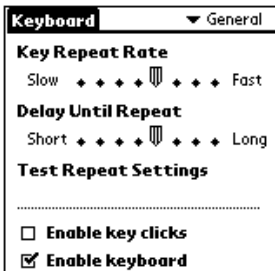 Keyboard General
Key Repeat Rate
Slow Fast
Delay Until Repeat
Short Long
Test Repeat Settings
Enable key clicks
Enable keyboard